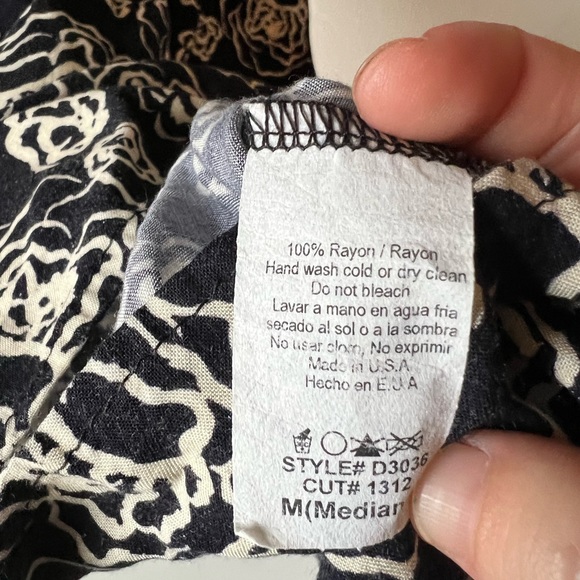 100% Rayon / Rayon
Hand wash cold or dry clean
Do not bleach
Lavar a mano en agua fria
secado al sol o a la sombra
No usar cloro, No exprimir
Made in U.S.A
Hecho en E.U.A
STYLE# D3036
CUT# 1312
M(Median